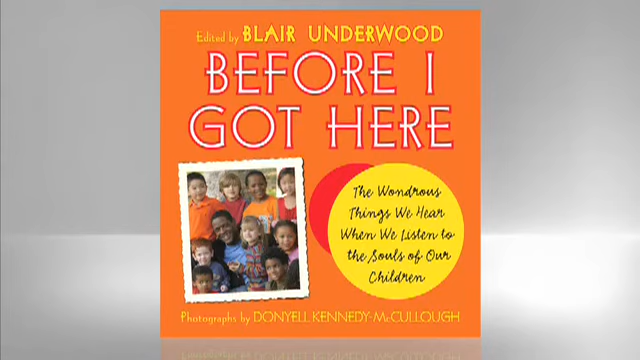 Edited by BLAIR UNDERWOOD
BEFORE I
GOT HERE
The Wondrous
Things We Hear
When We Listen to
the Souls of Our
Children
Photographs by DONYELL KENNEDY-McCULLOUGH